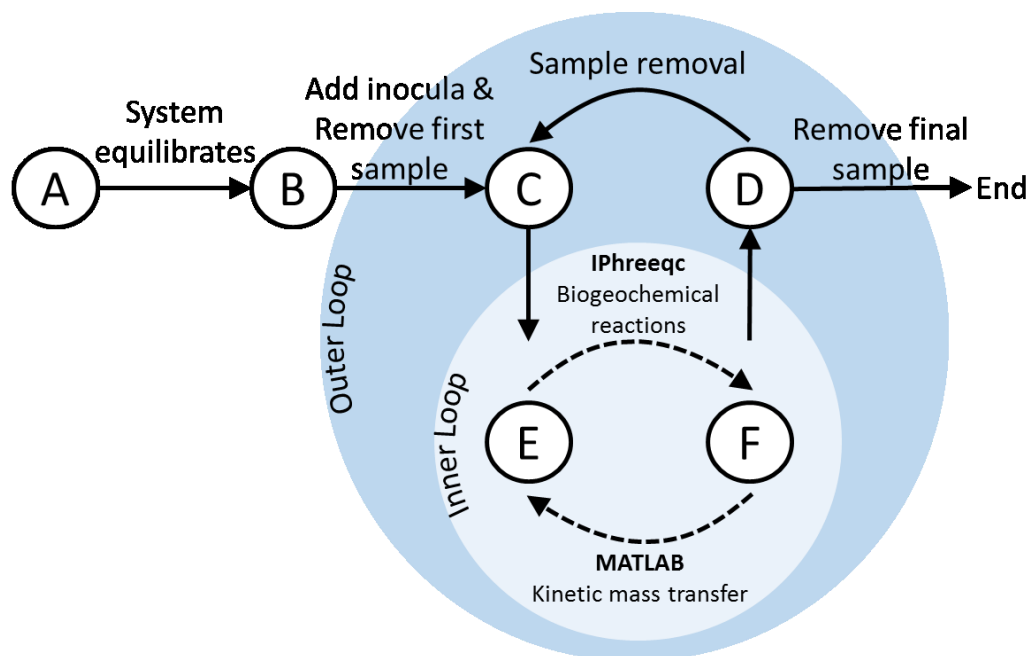 System
equilibrates
Add inocula &
Remove first
sample
Sample removal
Remove final
sample
A
B
C
D
End
Outer Loop
Inner Loop
IPhreeqc
Biogeochemical
reactions
E
F
MATLAB
Kinetic mass transfer